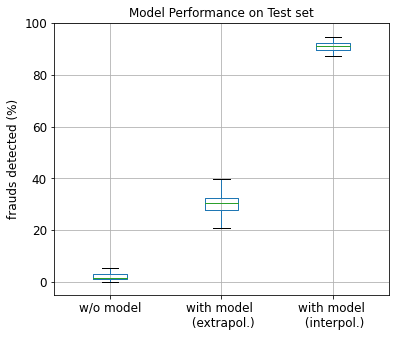 Model Performance on Test set
frauds detected (%)
100
80
60
40
20
0
w/o model
with model
(extrapol.)
with model
(interpol.)